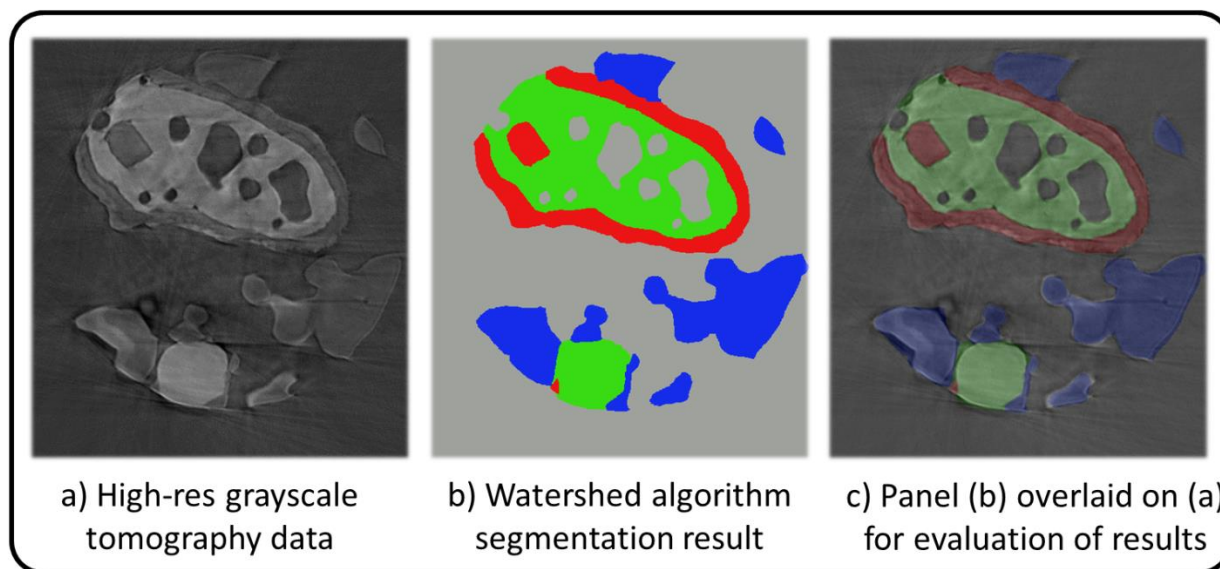 a) High-res grayscale
tomography data
b) Watershed algorithm
segmentation result
c) Panel (b) overlaid on (a)
for evaluation of results